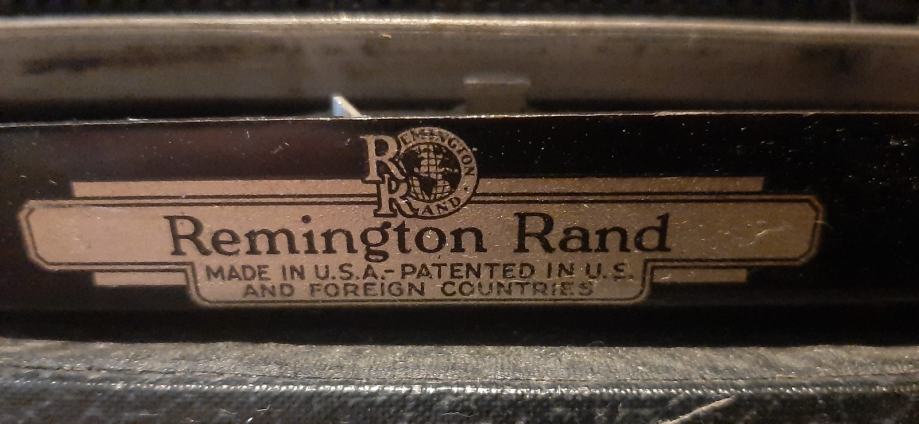 REMINGTON
RAND
Remington Rand
MADE IN U.S.A.-PATENTED IN U.S.
AND FOREIGN COUNTRIES